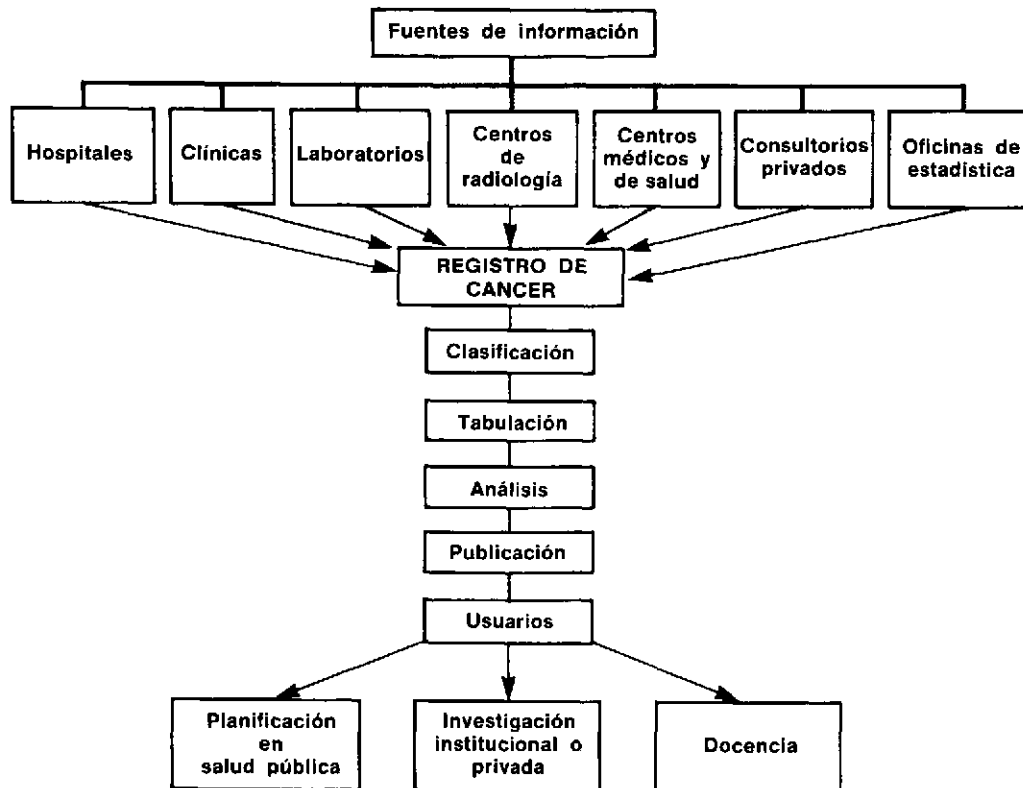 Fuentes de información
Hospitales
Clínicas
Laboratorios
Centros
de
radiología
Centros
médicos y
de salud
Consultorios
privados
Oficinas de
estadística
REGISTRO DE
CANCER
Clasificación
Tabulación
Análisis
Publicación
Usuarios
Planificación
en
salud pública
Investigación
institucional o
privada
Docencia